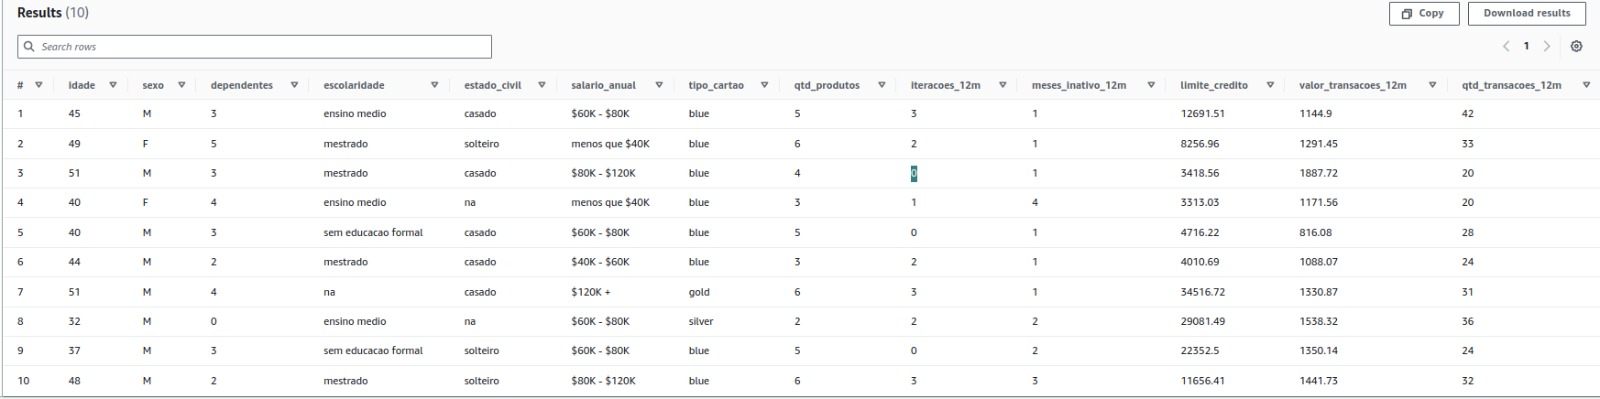 Results (10)
Copy
Download results
Search rows
1
# idade sexo dependentes escolaridade estado_civil salario_anual tipo_cartao qtd_produtos iteracoes_12m meses_inativo_12m limite_credito valor_transacoes_12m qtd_transacoes_12m
1 45 M 3 ensino medio casado $60K - $80K blue 5 3 1 12691.51 1144.9 42
2 49 F 5 mestrado solteiro menos que $40K blue 6 2 1 8256.96 1291.45 33
3 51 M 3 mestrado casado $80K - $120K blue 4 0 1 3418.56 1887.72 20
4 40 F 4 ensino medio na menos que $40K blue 3 1 4 3313.03 1171.56 20
5 40 M 3 sem educacao formal casado $60K - $80K blue 5 0 1 4716.22 816.08 28
6 44 M 2 mestrado casado $40K - $60K blue 3 2 1 4010.69 1088.07 24
7 51 M 4 na casado $120K + gold 6 3 1 34516.72 1330.87 31
8 32 M 0 ensino medio na $60K - $80K silver 2 2 2 29081.49 1538.32 36
9 37 M 3 sem educacao formal solteiro $60K - $80K blue 5 0 2 22352.5 1350.14 24
10 48 M 2 mestrado solteiro $80K - $120K blue 6 3 3 11656.41 1441.73 32